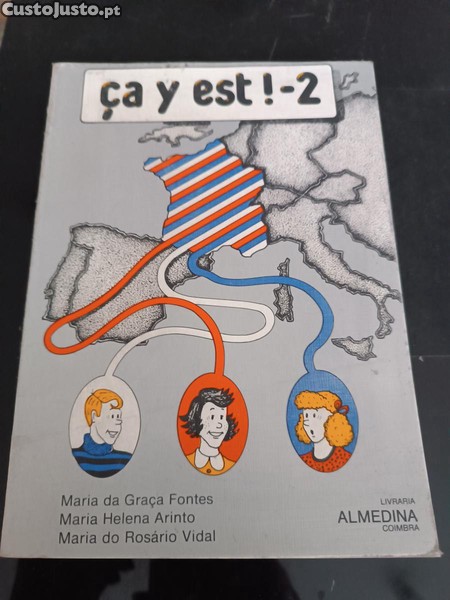 CustoJusto.pt
ça y est!-2
Maria da Graça Fontes
Maria Helena Arinto
Maria do Rosário Vidal
LIVRARIA
ALMEDINA
COIMBRA